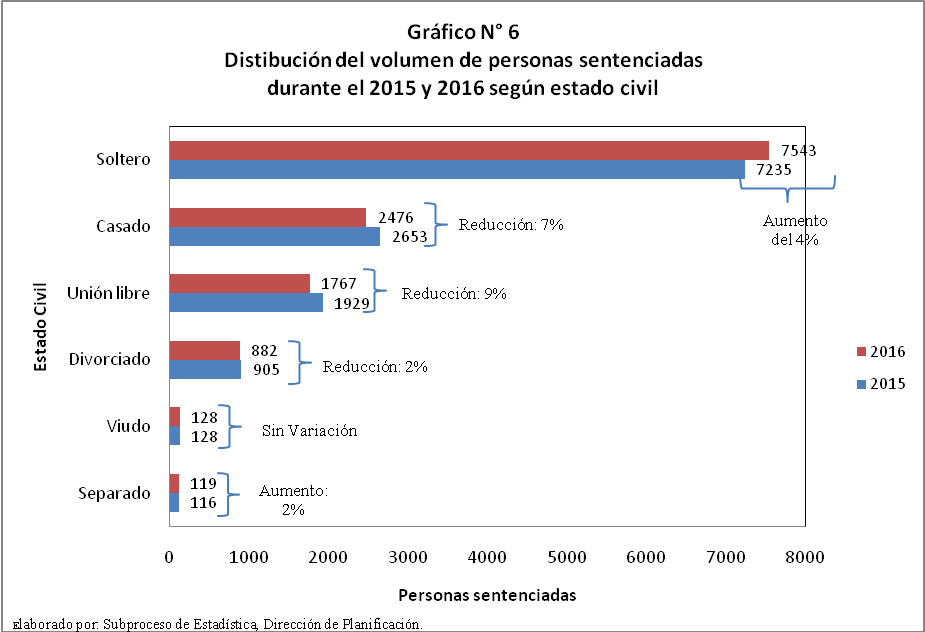 Gráfico N° 6
Distibución del volumen de personas sentenciadas
durante el 2015 y 2016 según estado civil
Soltero
7543
7235
Aumento
del 4%
Casado
2476
2653
Reducción: 7%
Unión libre
1767
1929
Reducción: 9%
Divorciado
882
905
Reducción: 2%
Viudo
128
128
Sin Variación
Separado
119
116
Aumento:
2%
Estado Civil
2016
2015
0 1000 2000 3000 4000 5000 6000 7000 8000
Personas sentenciadas
Elaborado por: Subproceso de Estadística, Dirección de Planificación.